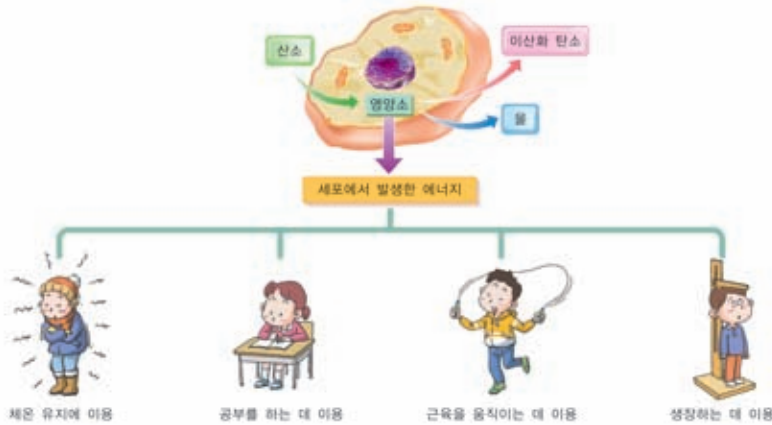 산소
이산화 탄소
영양소
물
세포에서 발생한 에너지
체온 유지에 이용
공부를 하는 데 이용
근육을 움직이는 데 이용
생장하는 데 이용